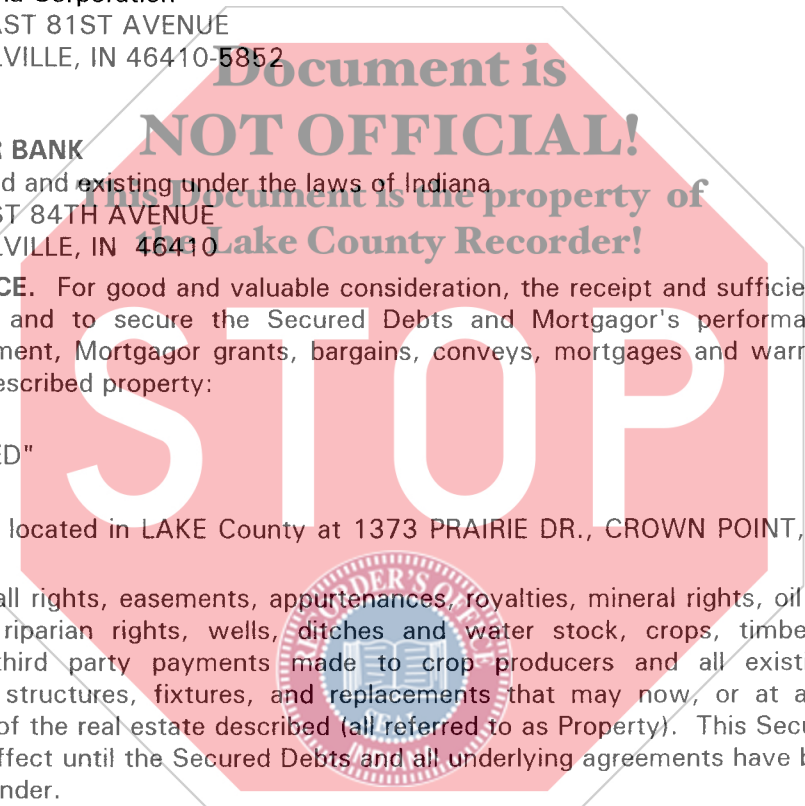 Corporation
AST 81ST AVENUE
VILLE, IN 46410-5852
Document is
NOT OFFICIAL!
R BANK
d and existing under the laws of Indiana
This Document is the property of
ST 84TH AVENUE
the Lake County Recorder!
VILLE, IN 46410
CE. For good and valuable consideration, the receipt and sufficie
and to secure the Secured Debts and Mortgagor's performa
ment, Mortgagor grants, bargains, conveys, mortgages and warr
escribed property:
STOP
ED"
located in LAKE County at 1373 PRAIRIE DR., CROWN POINT,
all rights, easements, appurtenances, royalties, mineral rights, oil
RECORDER'S OFFICE
riparian rights, wells, ditches and water stock, crops, timbe
third party payments made to crop producers and all existi
structures, fixtures, and replacements that may now, or at a
SEAL
of the real estate described (all referred to as Property). This Secu
INDIANA
ffect until the Secured Debts and all underlying agreements have b
nder.